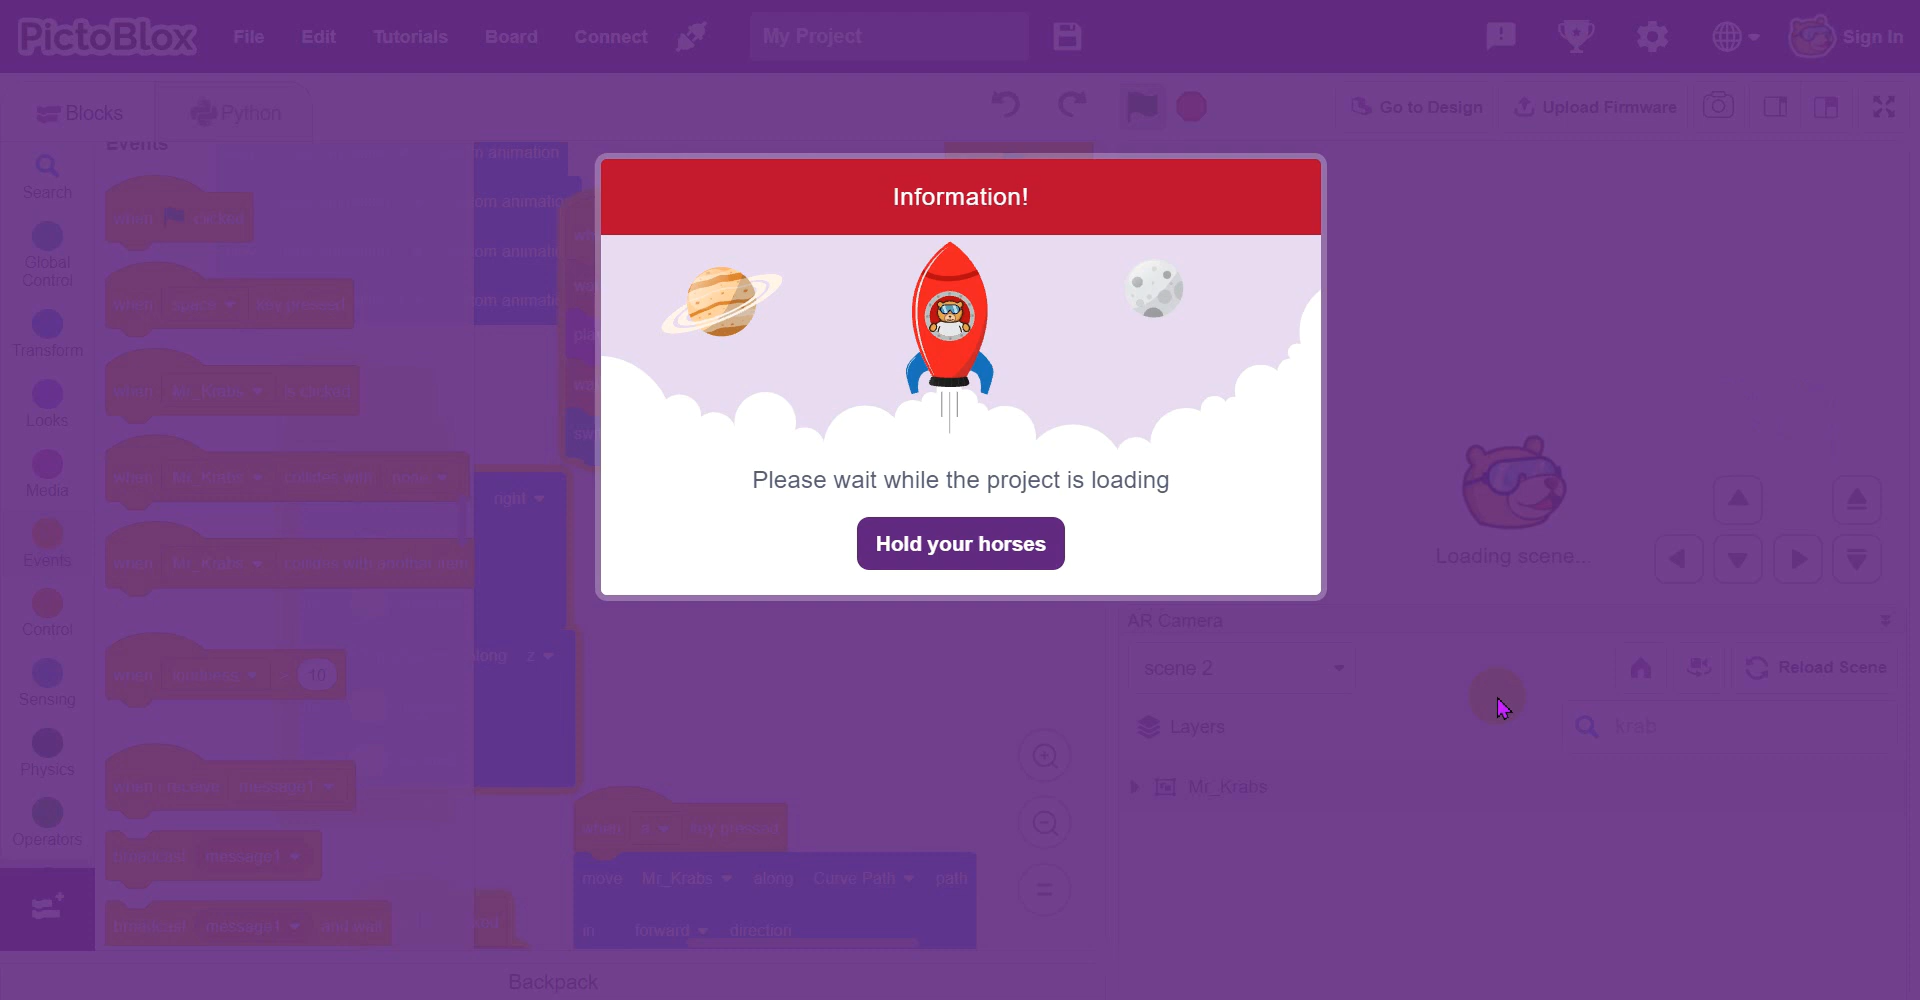 PictoBlox
File
Edit
Tutorials
Board
Connect
My Project
Sign In
Blocks
Python
Go to Design
Upload Firmware
Events
Search
Global
Control
Transform
Looks
Media
Events
Control
Sensing
Physics
Operators
when clicked
when space key pressed
when Mr_Krabs is clicked
when Mr_Krabs collides with none
when Mr_Krabs collides with another item
when loudness > 10
when I receive message1
broadcast message1
broadcast message1 and wait
right
along z
when a key pressed
move Mr_Krabs along Curve Path path
in forward direction
Information!
Please wait while the project is loading
Hold your horses
Loading scene...
AR Camera
scene 2
Reload Scene
Layers
krab
Mr_Krabs
Backpack